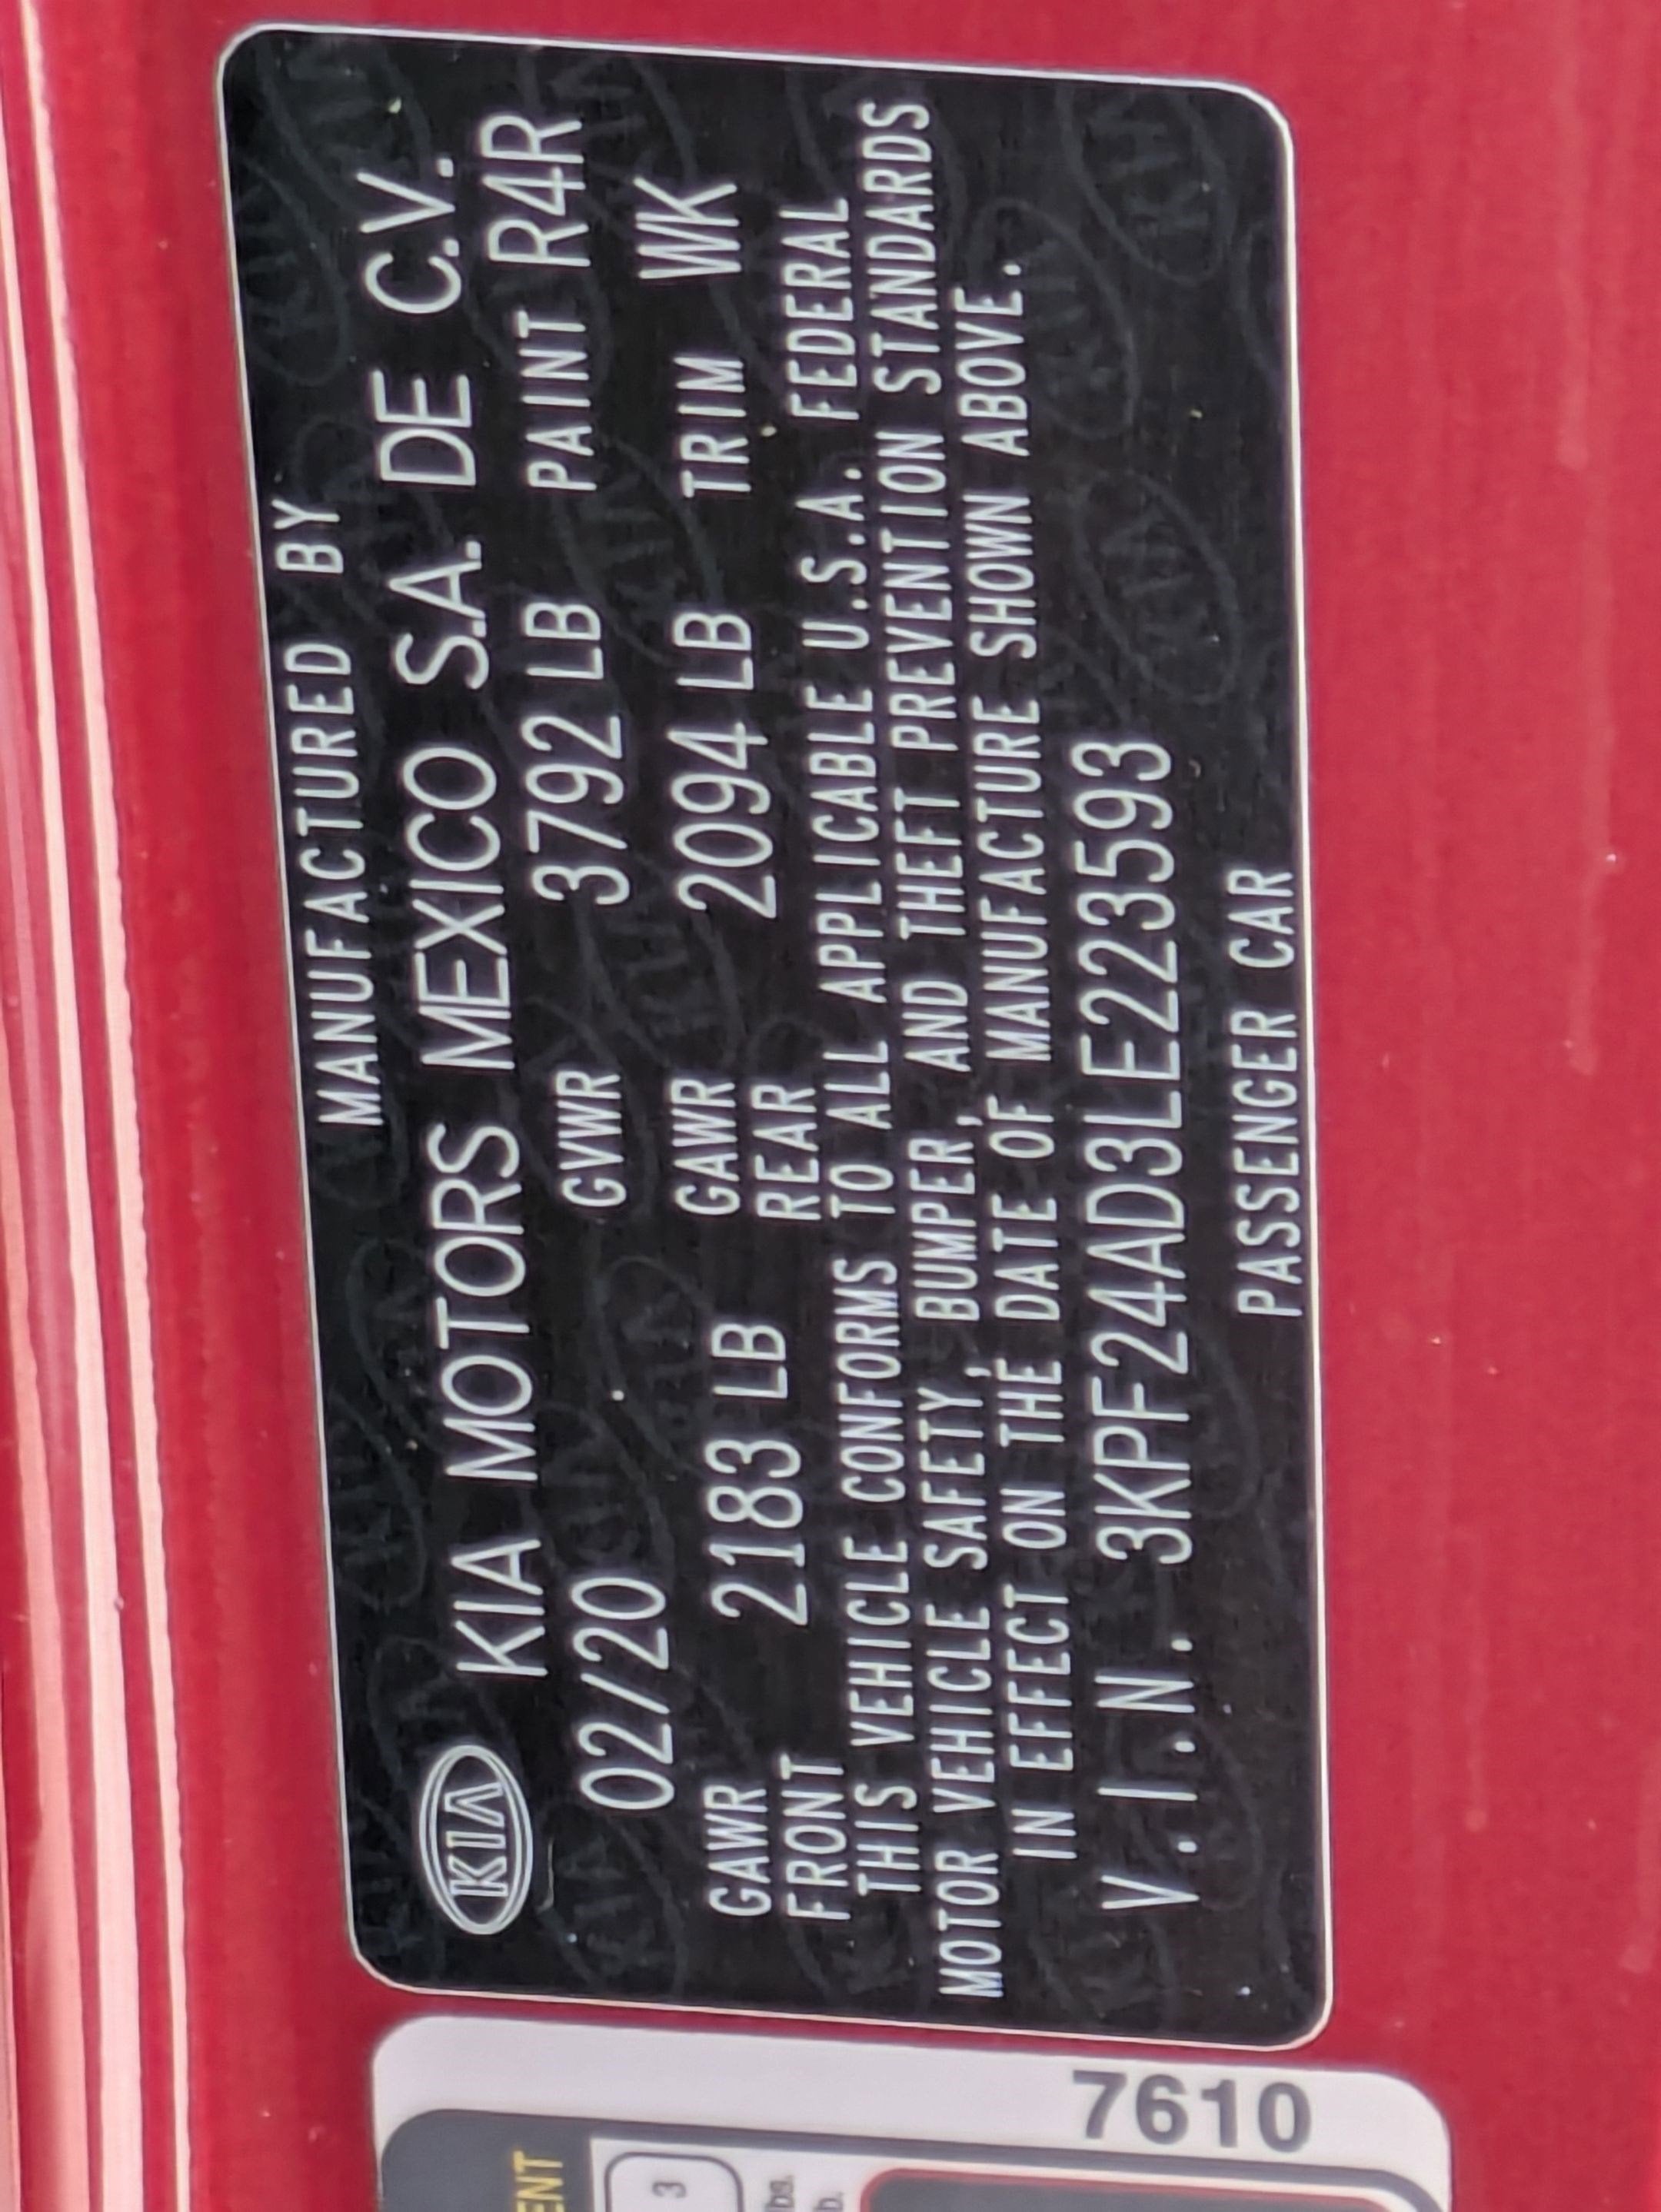 MANUFACTURED BY
KIA KIA MOTORS MEXICO S.A. DE C.V.
02/20 GVWR 3792 LB PAINT R4R
GAWR FRONT 2183 LB GAWR REAR 2094 LB TRIM WK
THIS VEHICLE CONFORMS TO ALL APPLICABLE U.S.A. FEDERAL
MOTOR VEHICLE SAFETY, BUMPER, AND THEFT PREVENTION STANDARDS
IN EFFECT ON THE DATE OF MANUFACTURE SHOWN ABOVE.
V.I.N. 3KPF24AD3LE223593
PASSENGER CAR
7610
3